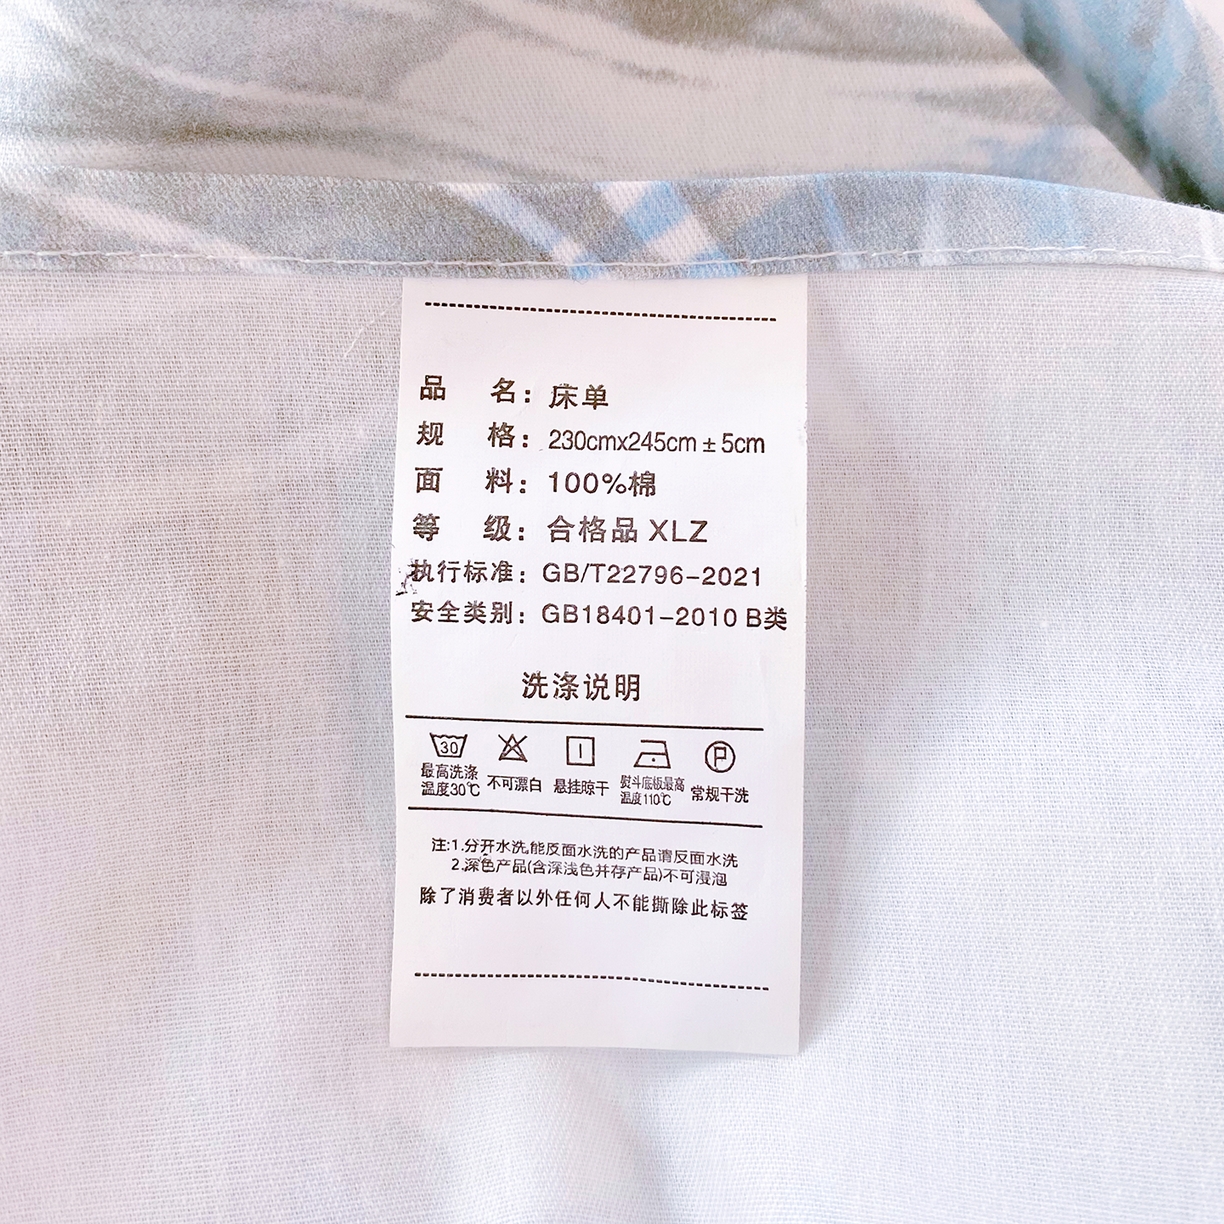 品 名：床单
规 格：230cmx245cm±5cm
面 料：100%棉
等 级：合格品 XLZ
执行标准：GB/T22796-2021
安全类别：GB18401-2010 B类
洗涤说明
30 P
最高洗涤温度30℃ 不可漂白 悬挂晾干 熨斗底板最高温度110℃ 常规干洗
注:1.分开水洗,能反面水洗的产品请反面水洗
2.深色产品(含深浅色并存产品)不可浸泡
除了消费者以外任何人不能撕除此标签